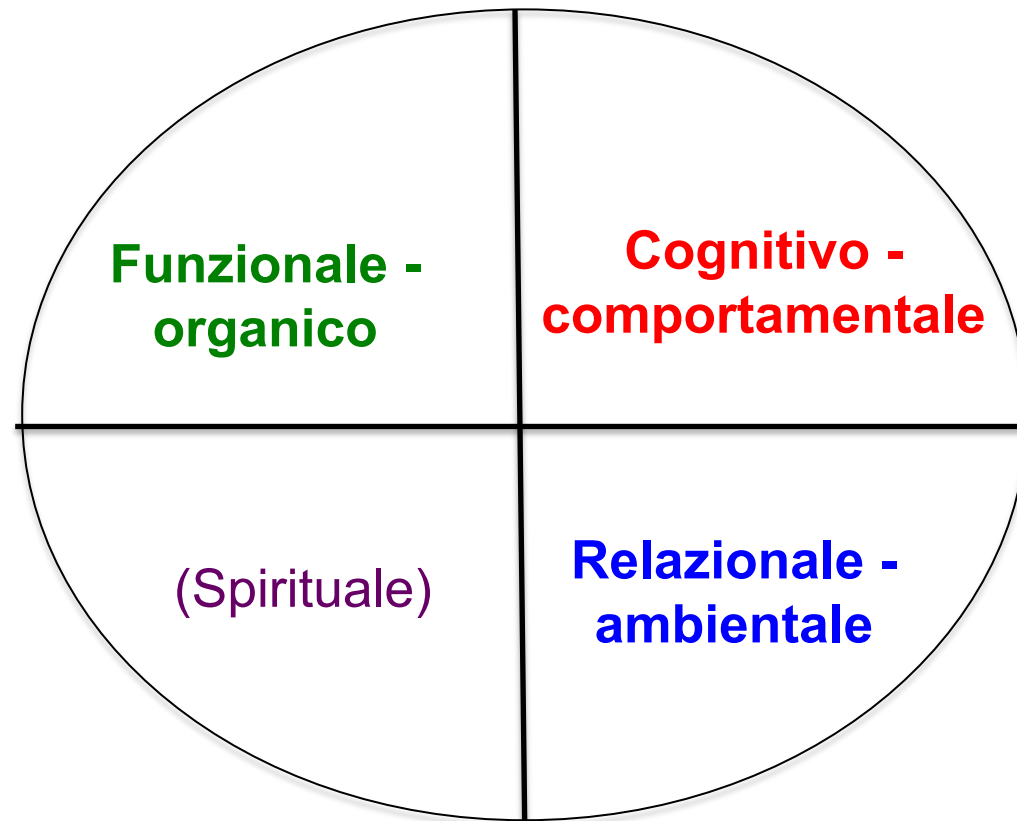 Funzionale -
organico
Cognitivo -
comportamentale
(Spirituale)
Relazionale -
ambientale